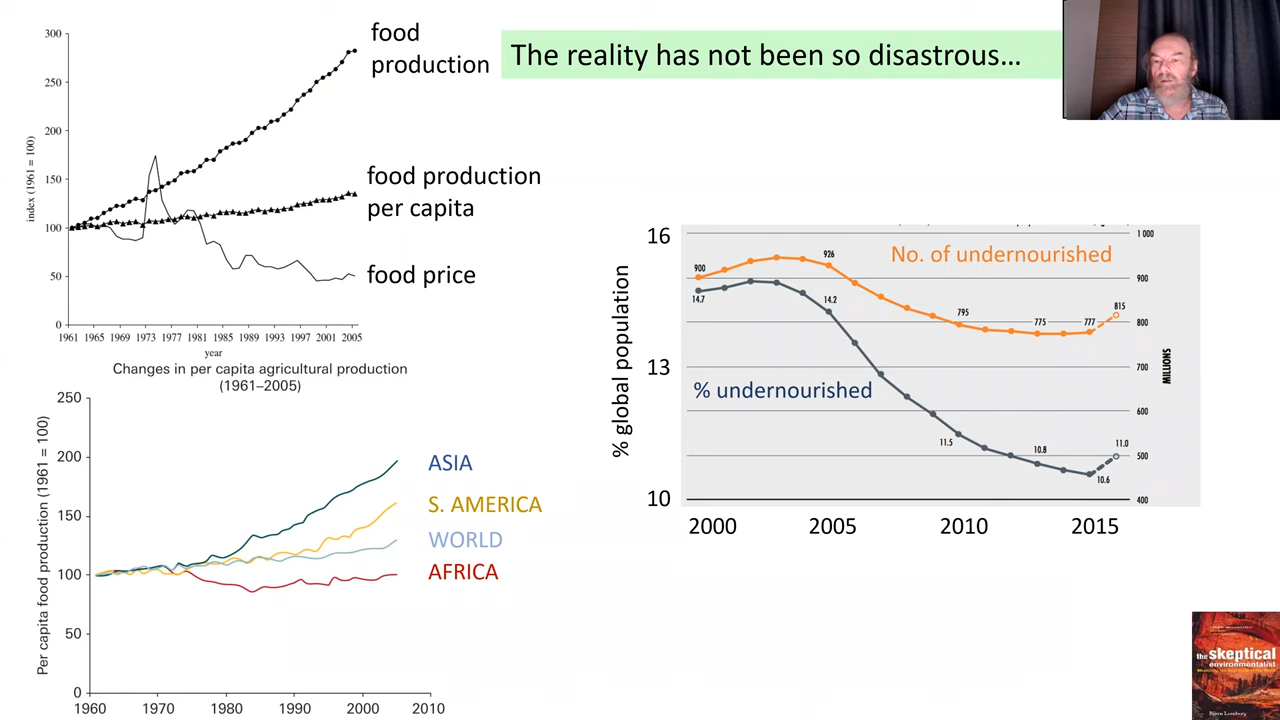 The reality has not been so disastrous...
300
250
200
150
100
50
0
index (1961 = 100)
1961 1965 1969 1973 1977 1981 1985 1989 1993 1997 2001 2005
year
food
production
food production
per capita
food price
Changes in per capita agricultural production
(1961–2005)
250
200
150
100
50
0
Per capita food production (1961 = 100)
1960 1970 1980 1990 2000 2010
ASIA
S. AMERICA
WORLD
AFRICA
16
13
10
% global population
No. of undernourished
% undernourished
900
926
795
775
777
815
14.7
14.2
11.5
10.8
10.6
11.0
1 000
900
800
700
600
500
400
MILLIONS
2000 2005 2010 2015
the skeptical
environmentalist
Bjørn Lomborg